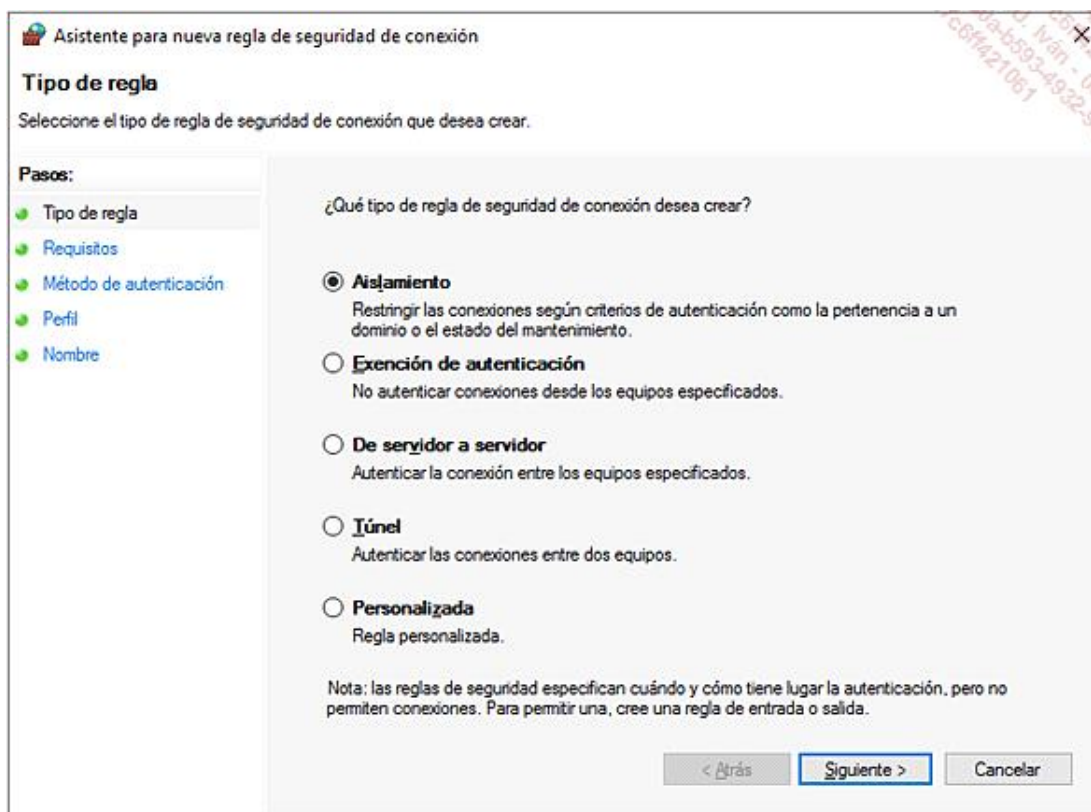 Asistente para nueva regla de seguridad de conexión
Tipo de regla
Seleccione el tipo de regla de seguridad de conexión que desea crear.
Pasos:
Tipo de regla
Requisitos
Método de autenticación
Perfil
Nombre
¿Qué tipo de regla de seguridad de conexión desea crear?
Aislamiento
Restringir las conexiones según criterios de autenticación como la pertenencia a un
dominio o el estado del mantenimiento.
Exención de autenticación
No autenticar conexiones desde los equipos especificados.
De servidor a servidor
Autenticar la conexión entre los equipos especificados.
Túnel
Autenticar las conexiones entre dos equipos.
Personalizada
Regla personalizada.
Nota: las reglas de seguridad especifican cuándo y cómo tiene lugar la autenticación, pero no
permiten conexiones. Para permitir una, cree una regla de entrada o salida.
< Atrás
Siguiente >
Cancelar